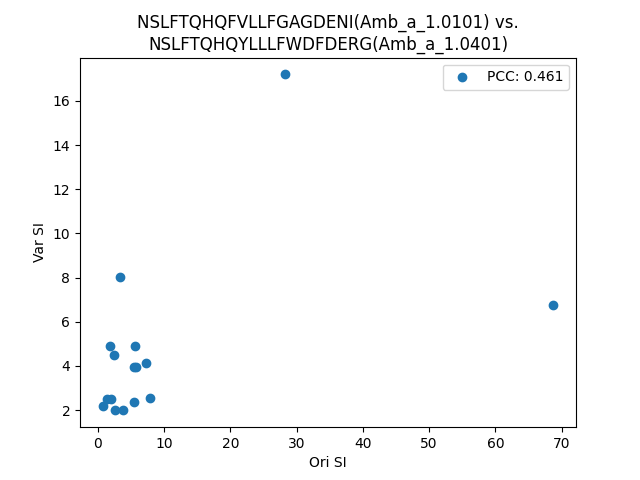 NSLFTQHQFVLLFGAGDENI(Amb_a_1.0101) vs.
NSLFTQHQYLLLFWDFDERG(Amb_a_1.0401)
PCC: 0.461
16
14
12
10
8
6
4
2
Var SI
0 10 20 30 40 50 60 70
Ori SI